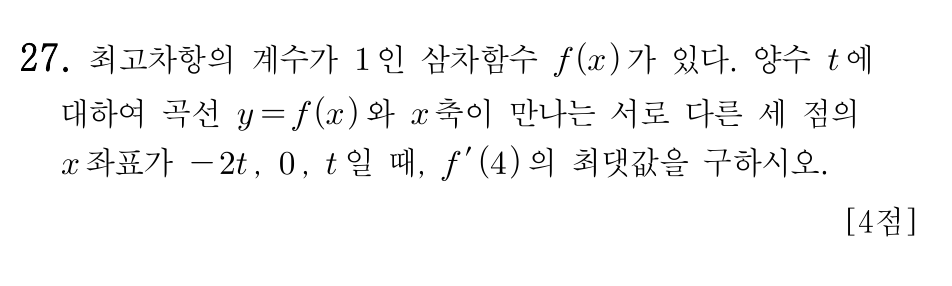 27. 최고차항의 계수가 1인 삼차함수 f(x)가 있다. 양수 t에
대하여 곡선 y=f(x)와 x축이 만나는 서로 다른 세 점의
x좌표가 -2t, 0, t일 때, f′(4)의 최댓값을 구하시오.
[4점]